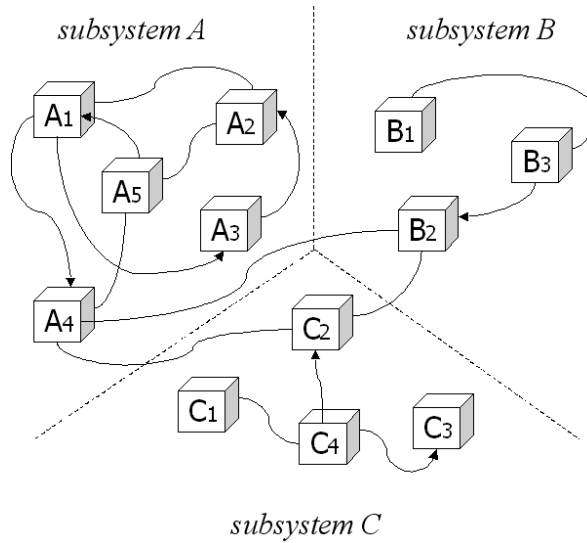 subsystem A
subsystem B
A1
A2
B1
B3
A5
A3
B2
A4
C2
C1
C4
C3
subsystem C